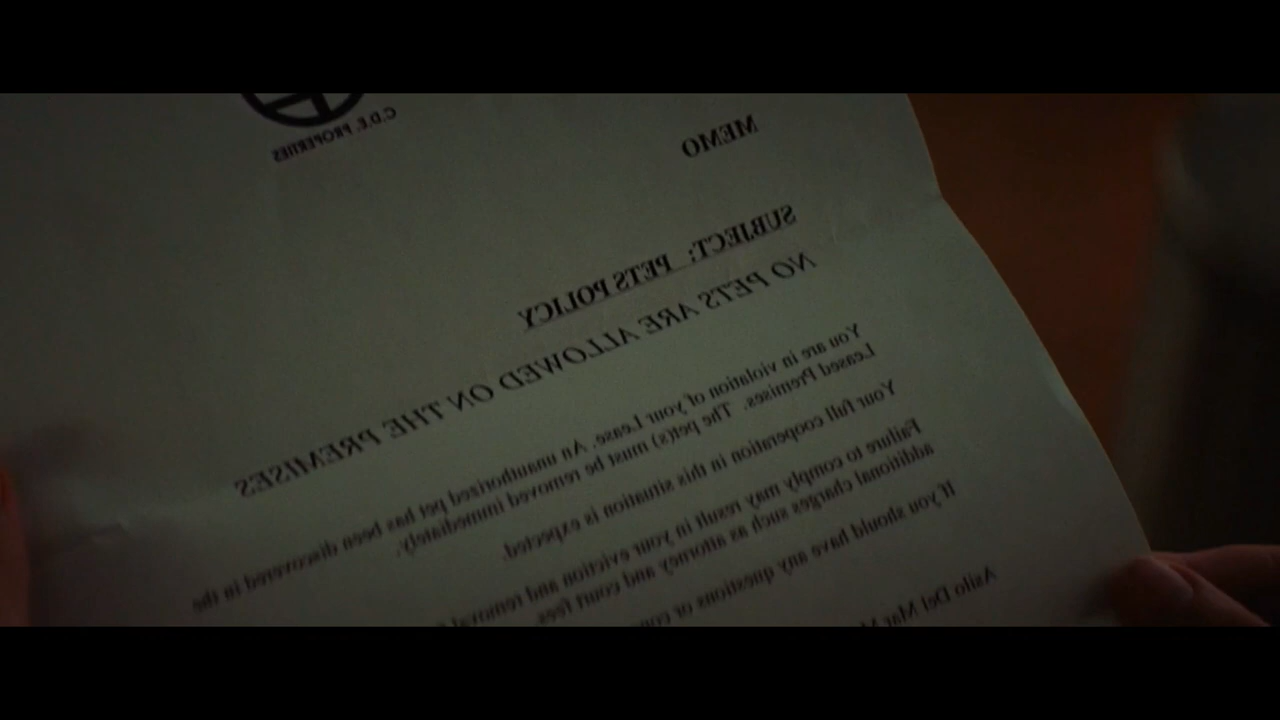 C.D.E. PROPERTIES
MEMO
SUBJECT: PETS POLICY
NO PETS ARE ALLOWED ON THE PREMISES
You are in violation of your Lease. An unauthorized pet has been discovered in the
Leased Premises. The pet(s) must be removed immediately.
Your full cooperation in this situation is expected.
Failure to comply may result in your eviction and removal
additional charges such as attorney and court fees.
If you should have any questions or
Asilo Del Mar